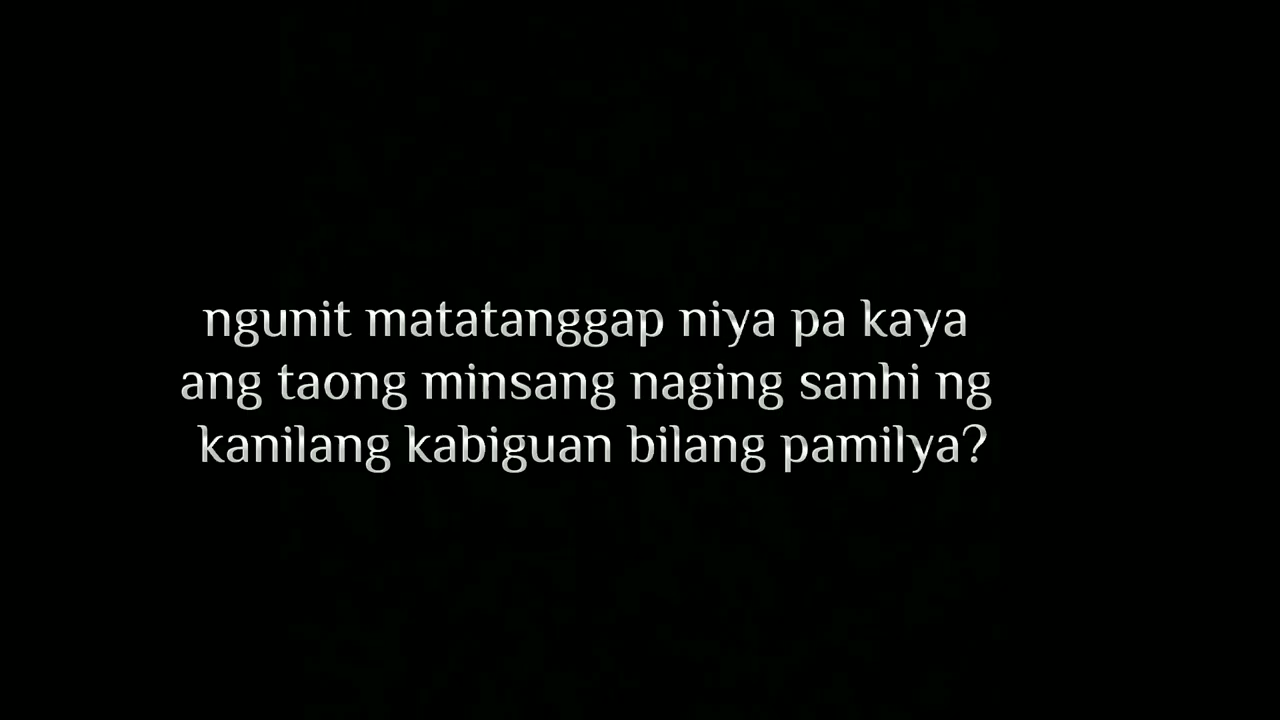 ngunit matatanggap niya pa kaya
ang taong minsang naging sanhi ng
kanilang kabiguan bilang pamilya?